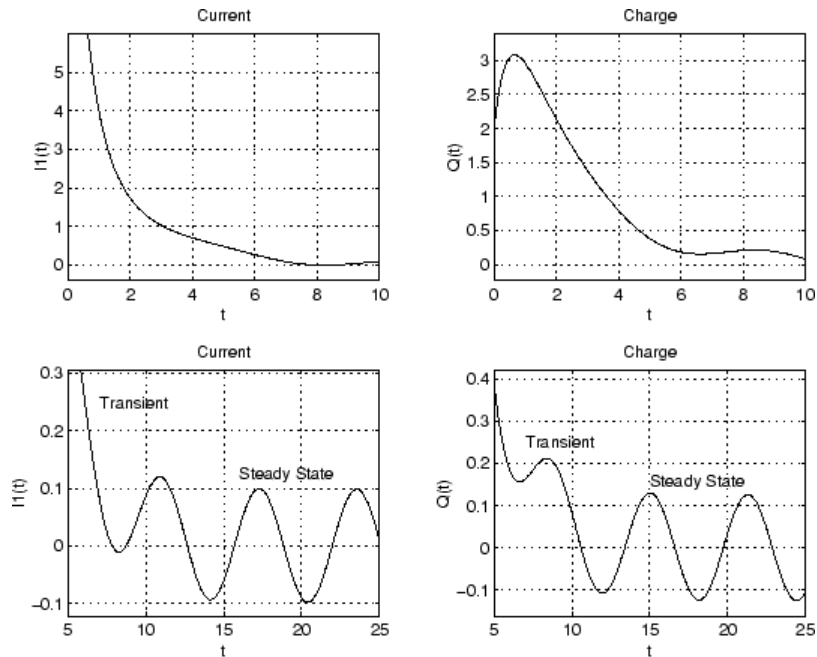 Current
I1(t)
5
4
3
2
1
0
0 2 4 6 8 10
t
Charge
Q(t)
3
2.5
2
1.5
1
0.5
0
0 2 4 6 8 10
t
Current
I1(t)
0.3
0.2
0.1
0
−0.1
Transient
Steady State
5 10 15 20 25
t
Charge
Q(t)
0.4
0.3
0.2
0.1
0
−0.1
Transient
Steady State
5 10 15 20 25
t